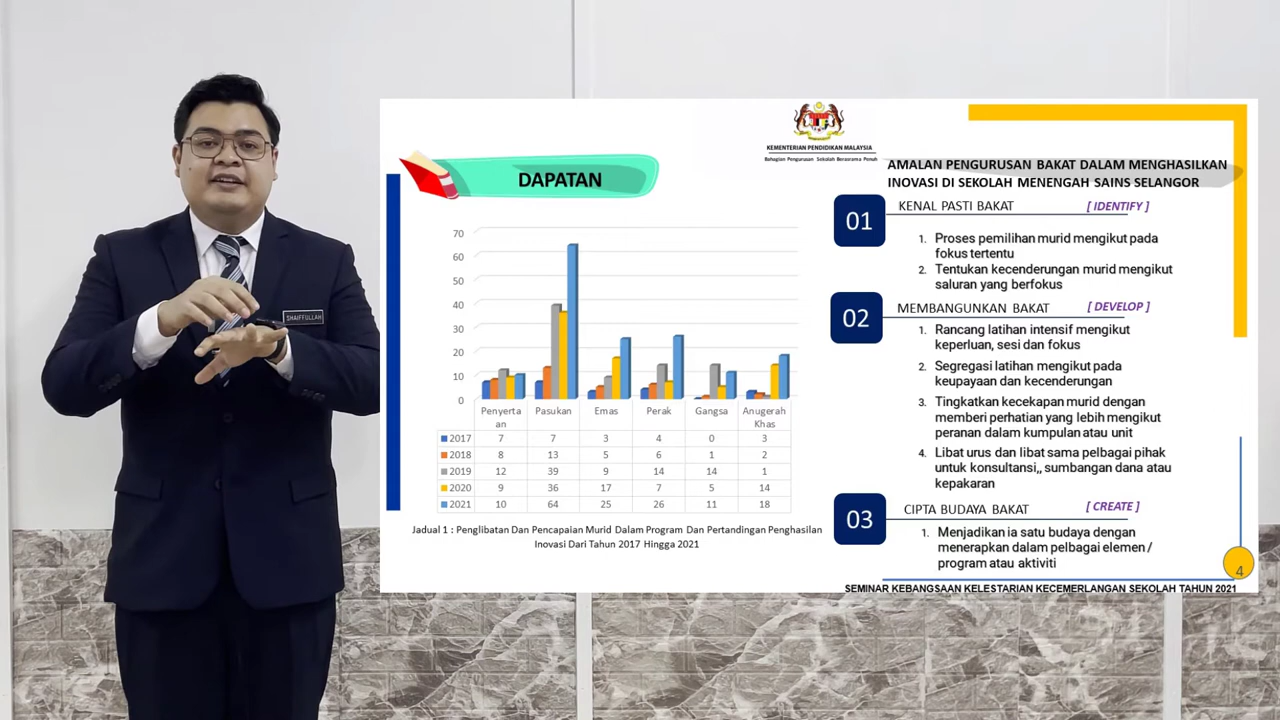 SHAIFFULLAH
KEMENTERIAN PENDIDIKAN MALAYSIA
Bahagian Pengurusan Sekolah Berasrama Penuh
DAPATAN
70
60
50
40
30
20
10
0
Penyerta
an
Pasukan
Emas
Perak
Gangsa
Anugerah
Khas
2017 7 7 3 4 0 3
2018 8 13 5 6 1 2
2019 12 39 9 14 14 1
2020 9 36 17 7 5 14
2021 10 64 25 26 11 18
Jadual 1 : Penglibatan Dan Pencapaian Murid Dalam Program Dan Pertandingan Penghasilan
Inovasi Dari Tahun 2017 Hingga 2021
AMALAN PENGURUSAN BAKAT DALAM MENGHASILKAN
INOVASI DI SEKOLAH MENENGAH SAINS SELANGOR
01 KENAL PASTI BAKAT [ IDENTIFY ]
1. Proses pemilihan murid mengikut pada
fokus tertentu
2. Tentukan kecenderungan murid mengikut
saluran yang berfokus
02 MEMBANGUNKAN BAKAT [ DEVELOP ]
1. Rancang latihan intensif mengikut
keperluan, sesi dan fokus
2. Segregasi latihan mengikut pada
keupayaan dan kecenderungan
3. Tingkatkan kecekapan murid dengan
memberi perhatian yang lebih mengikut
peranan dalam kumpulan atau unit
4. Libat urus dan libat sama pelbagai pihak
untuk konsultansi,, sumbangan dana atau
kepakaran
03 CIPTA BUDAYA BAKAT [ CREATE ]
1. Menjadikan ia satu budaya dengan
menerapkan dalam pelbagai elemen /
program atau aktiviti
4
SEMINAR KEBANGSAAN KELESTARIAN KECEMERLANGAN SEKOLAH TAHUN 2021